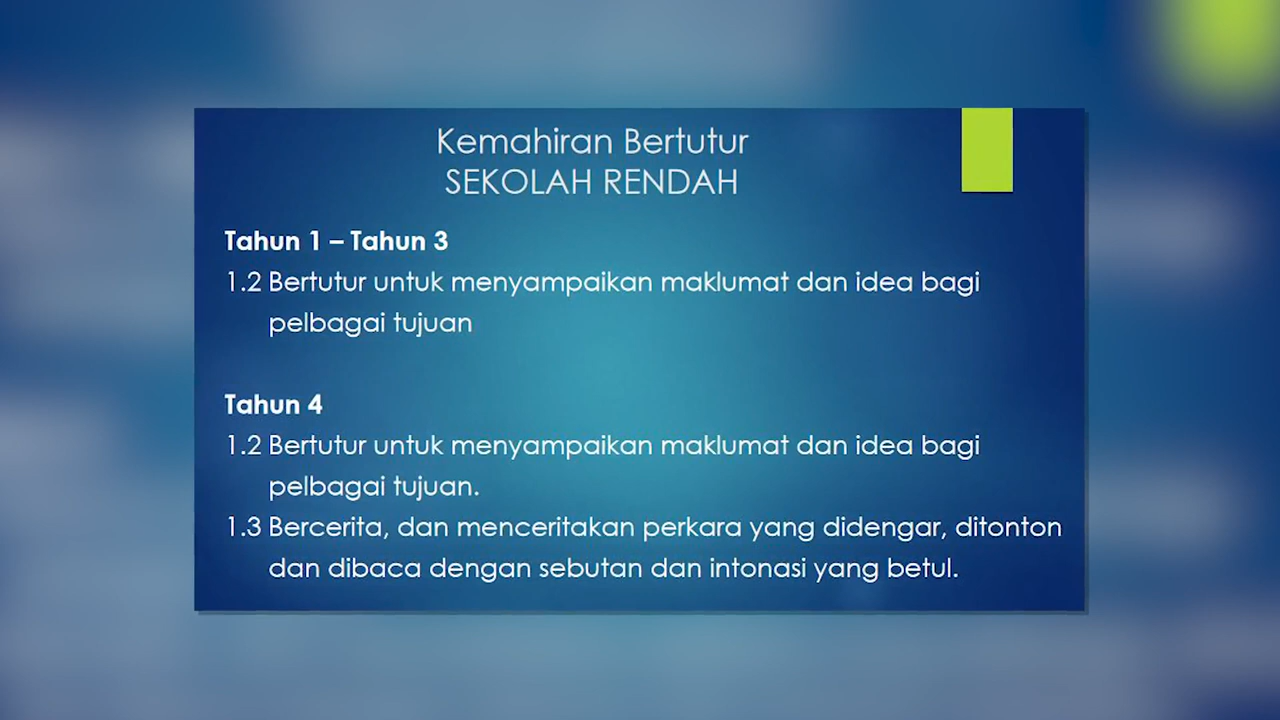 Kemahiran Bertutur
SEKOLAH RENDAH
Tahun 1 – Tahun 3
1.2 Bertutur untuk menyampaikan maklumat dan idea bagi
pelbagai tujuan
Tahun 4
1.2 Bertutur untuk menyampaikan maklumat dan idea bagi
pelbagai tujuan.
1.3 Bercerita, dan menceritakan perkara yang didengar, ditonton
dan dibaca dengan sebutan dan intonasi yang betul.